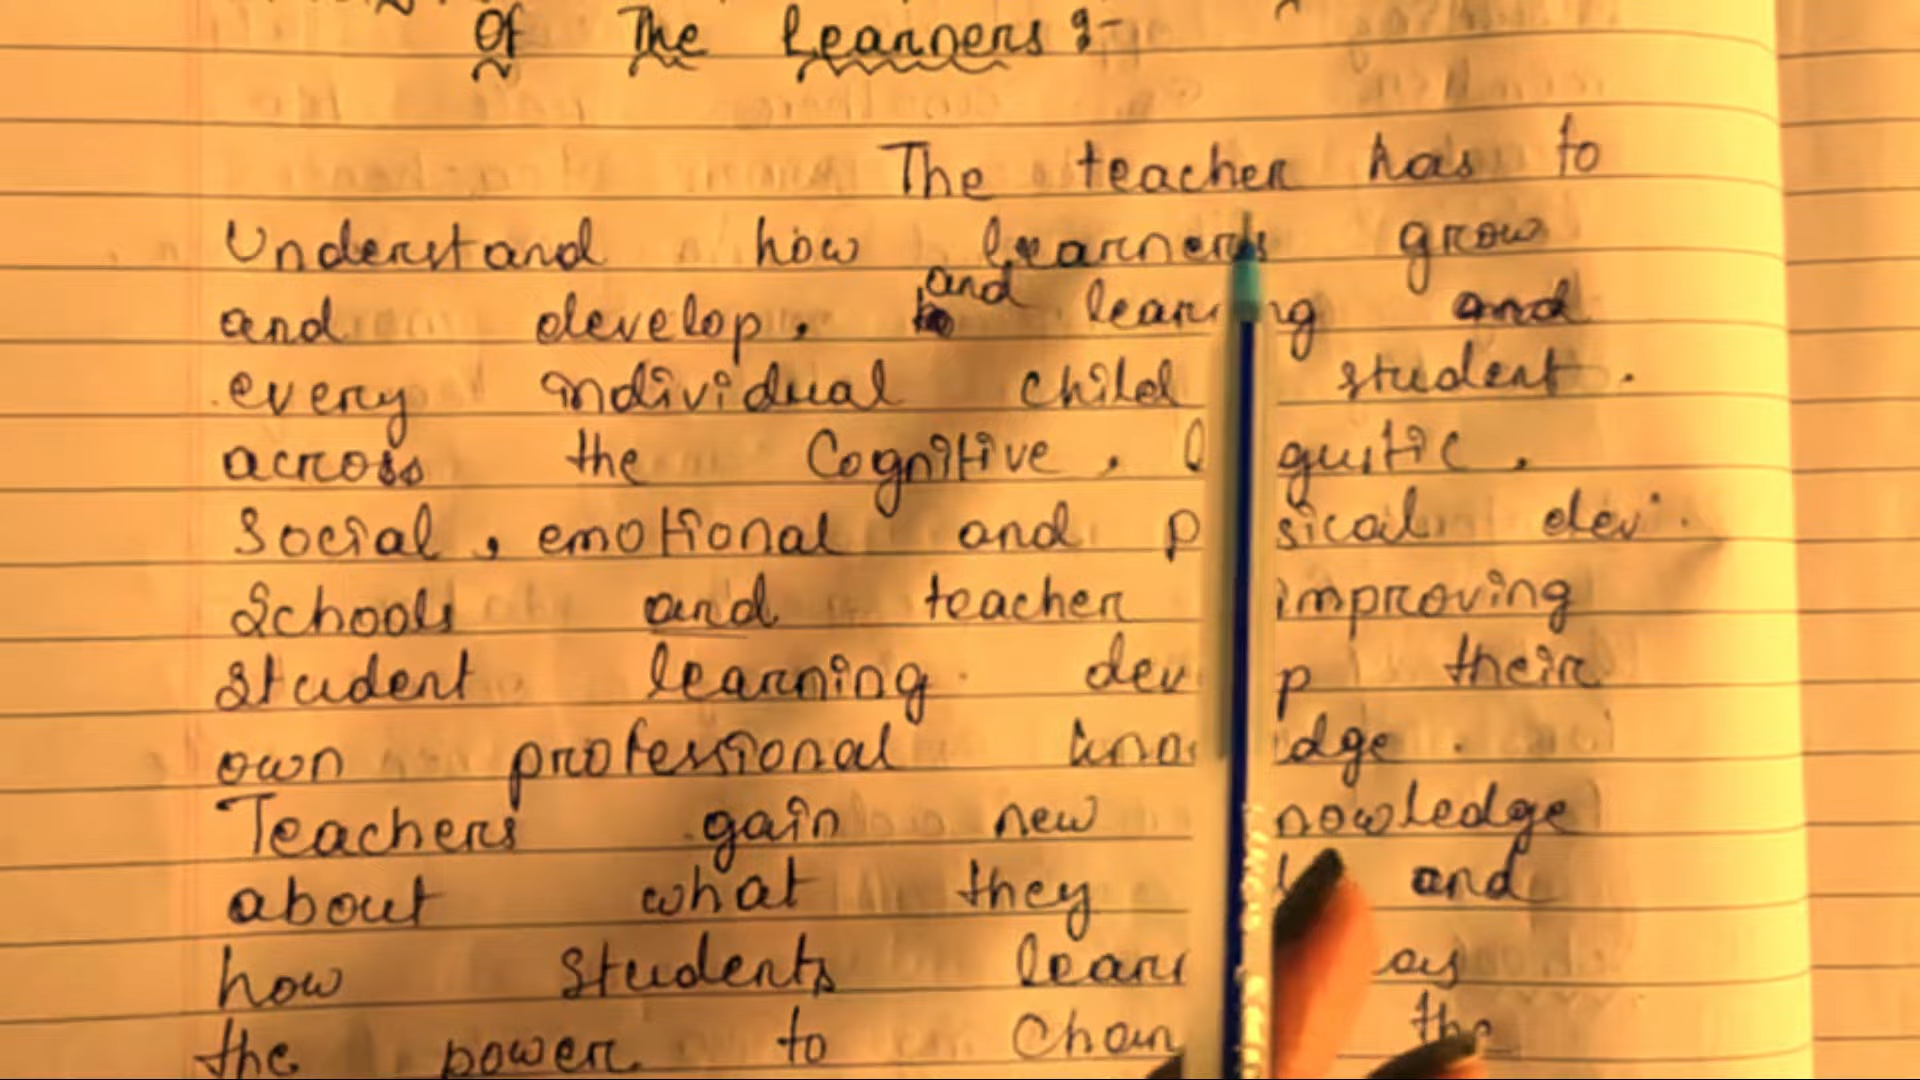 Of The Learners :-
The teacher has to
Understand how learners grow
and develop, and learning and
every individual child student.
across the Cognitive,
Social, emotional and dev.
Schools and teacher improving
student learning their
own professional
Teachers gain new
about what they and
how students
the power to the